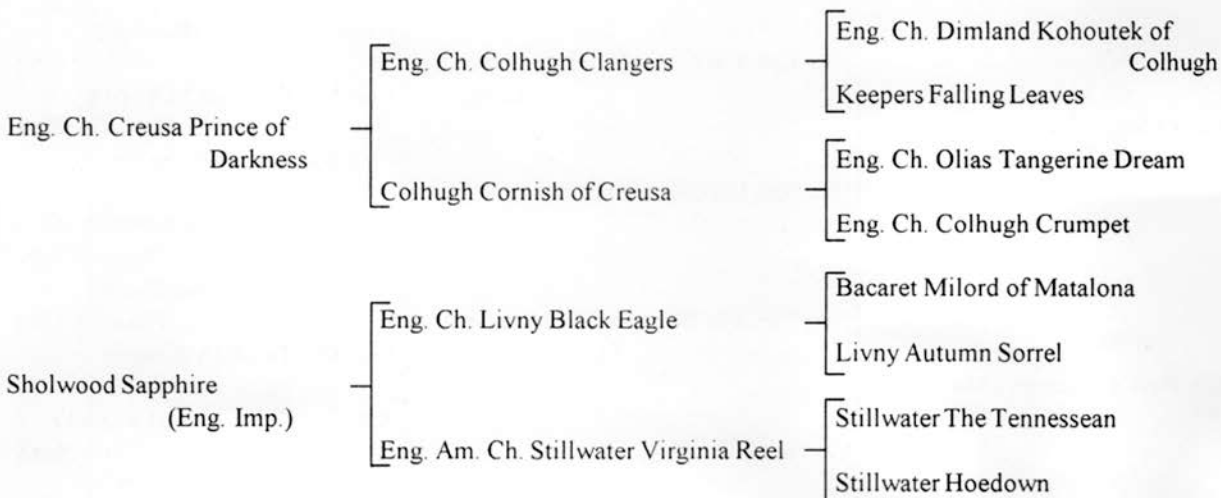 Eng. Ch. Creusa Prince of
Darkness
Eng. Ch. Colhugh Clangers
Eng. Ch. Dimland Kohoutek of
Colhugh
Keepers Falling Leaves
Colhugh Cornish of Creusa
Eng. Ch. Olias Tangerine Dream
Eng. Ch. Colhugh Crumpet
Sholwood Sapphire
(Eng. Imp.)
Eng. Ch. Livny Black Eagle
Bacaret Milord of Matalona
Livny Autumn Sorrel
Eng. Am. Ch. Stillwater Virginia Reel
Stillwater The Tennessean
Stillwater Hoedown